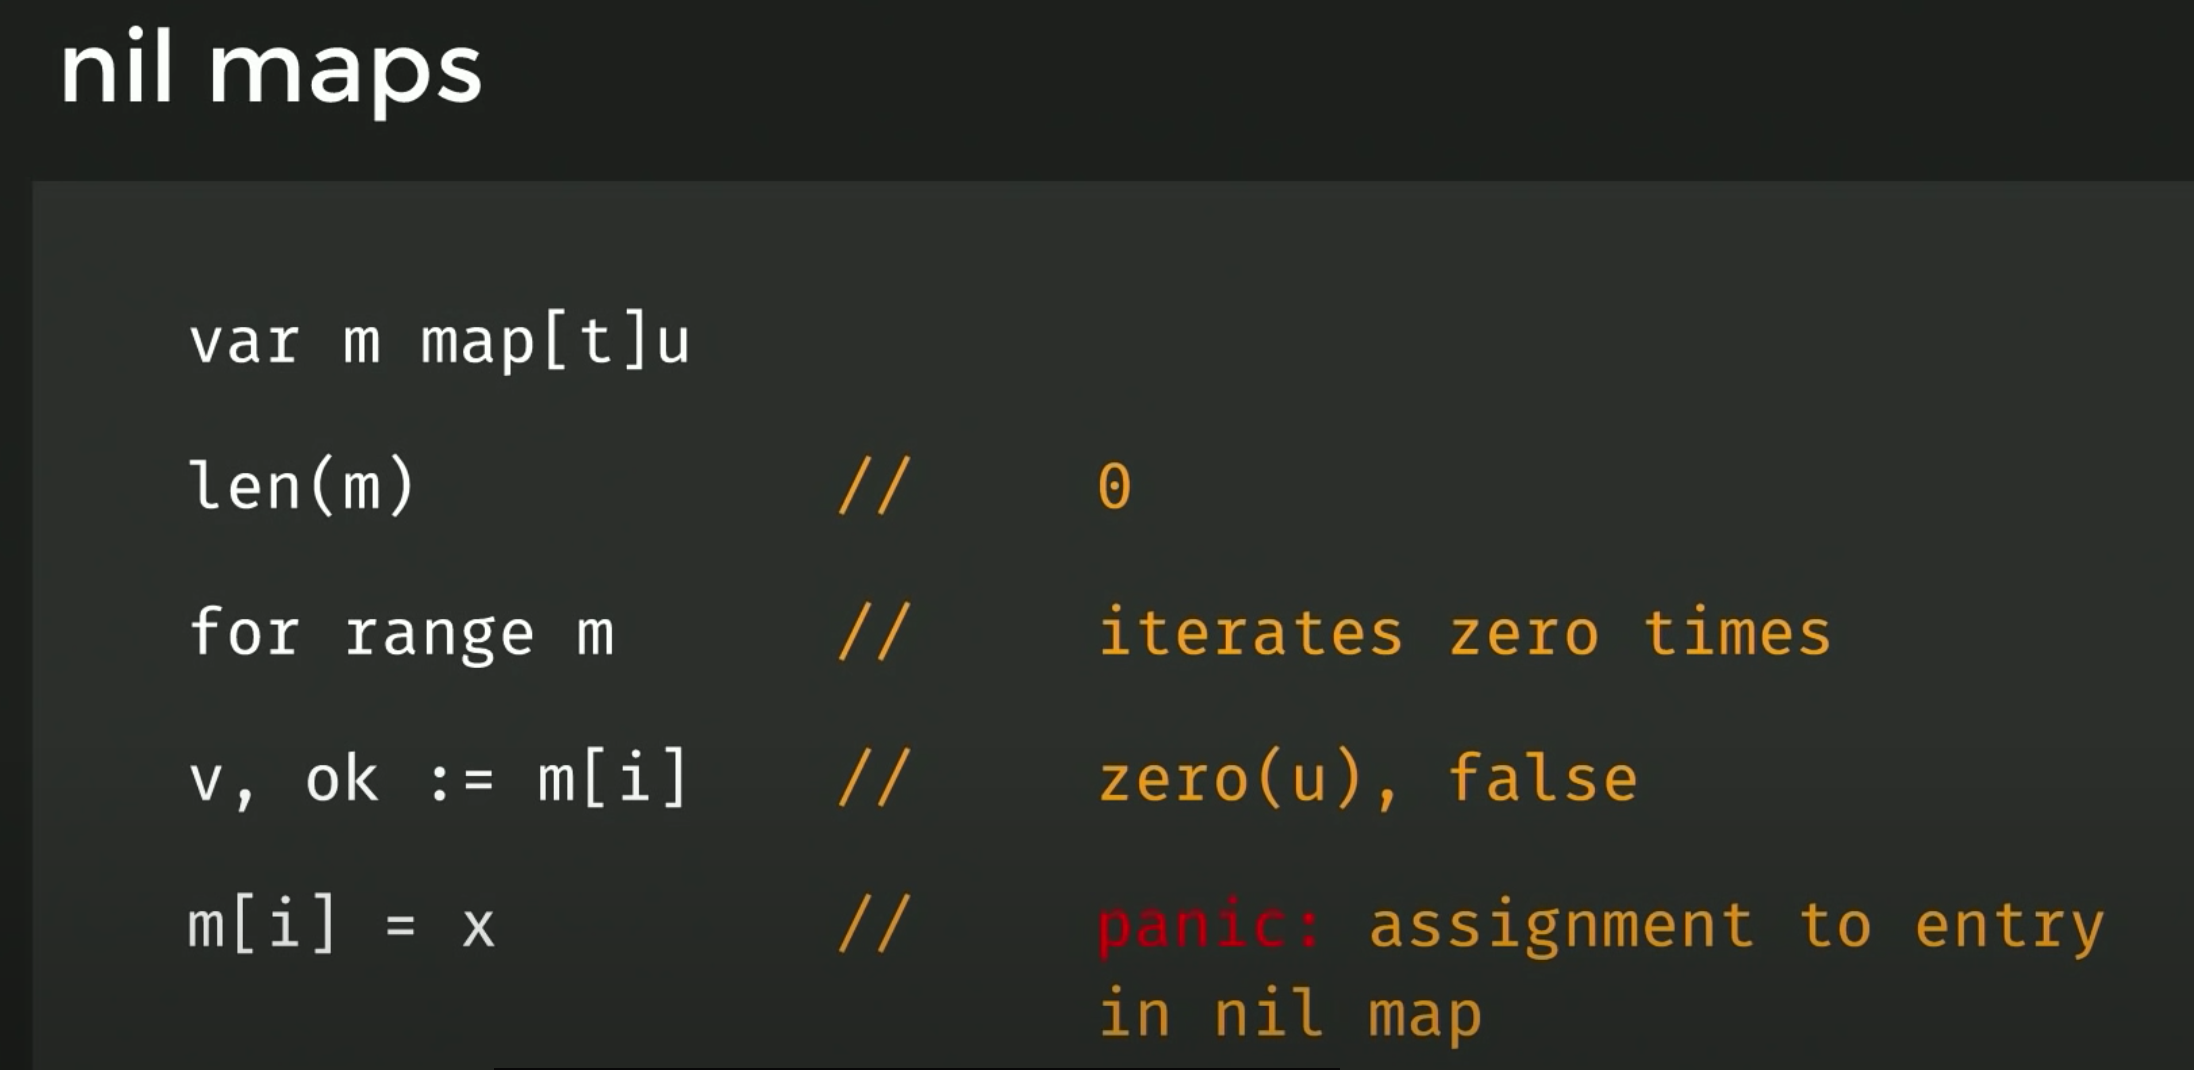 nil maps
var m map[t]u
len(m) // 0
for range m // iterates zero times
v, ok := m[i] // zero(u), false
m[i] = x // panic: assignment to entry
in nil map